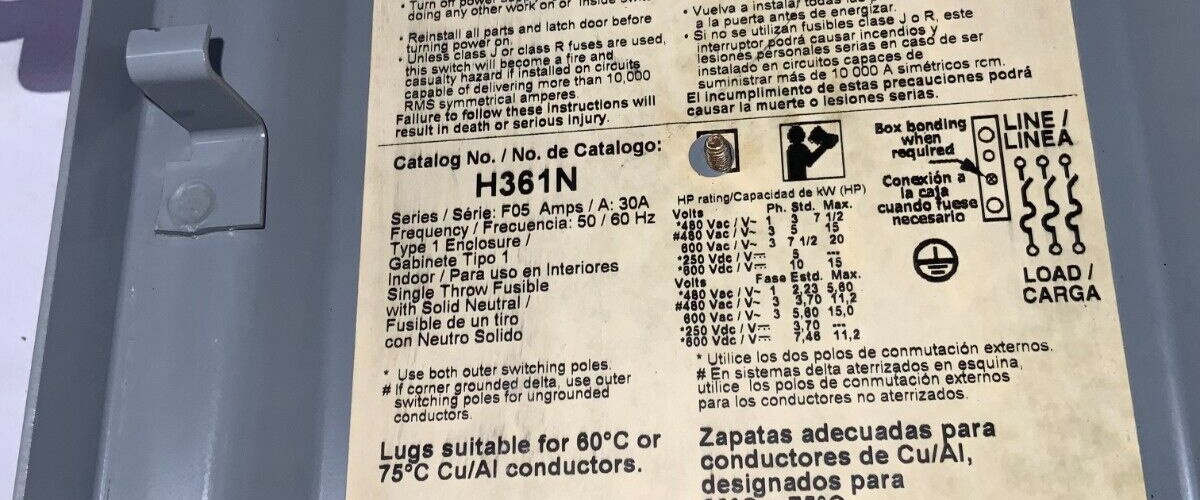 Turn off power
doing any other work on or inside
• Reinstall all parts and latch door before
turning power on.
• Unless class J or class R fuses are used,
this switch will become a fire and
casualty hazard if installed on circuits
capable of delivering more than 10,000
RMS symmetrical amperes.
Failure to follow these instructions will
result in death or serious injury.
• Vuelva a instalar todas las
a la puerta antes de energizar.
• Si no se utilizan fusibles clase J o R, este
interruptor podrá causar incendios y
lesiones personales serias en caso de ser
instalado en circuitos capaces de
suministrar más de 10 000 A simétricos rcm.
El incumplimiento de estas precauciones podrá
causar la muerte o lesiones serias.
Catalog No. / No. de Catalogo:
H361N
Series / Série: F05 Amps / A: 30A
Frequency / Frecuencia: 50 / 60 Hz
Type 1 Enclosure /
Gabinete Tipo 1
Indoor / Para uso en Interiores
Single Throw Fusible
with Solid Neutral /
Fusible de un tiro
con Neutro Solido
* Use both outer switching poles.
# If corner grounded delta, use outer
switching poles for ungrounded
conductors.
Lugs suitable for 60°C or
75°C Cu/Al conductors.
HP rating/Capacidad de kW (HP)
Volts Ph. Std. Max.
*480 Vac / V~ 1 3 7 1/2
#480 Vac / V~ 3 5 15
600 Vac / V~ 3 7 1/2 20
*250 Vdc / V⎓ 5 ---
*600 Vdc / V⎓ 10 15
Volts Fase Estd. Max.
*480 Vac / V~ 1 2,23 5,60
#480 Vac / V~ 3 3,70 11,2
600 Vac / V~ 3 5,60 15,0
*250 Vdc / V⎓ 3,70 ---
*600 Vdc / V⎓ 7,46 11,2
* Utilice los dos polos de conmutación externos.
# En sistemas delta aterrizados en esquina,
utilice los polos de conmutación externos
para los conductores no aterrizados.
Zapatas adecuadas para
conductores de Cu/Al,
designados para
Box bonding
when
required
Conexión a
la caja
cuando fuese
necesario
LINE /
LINEA
LOAD /
CARGA